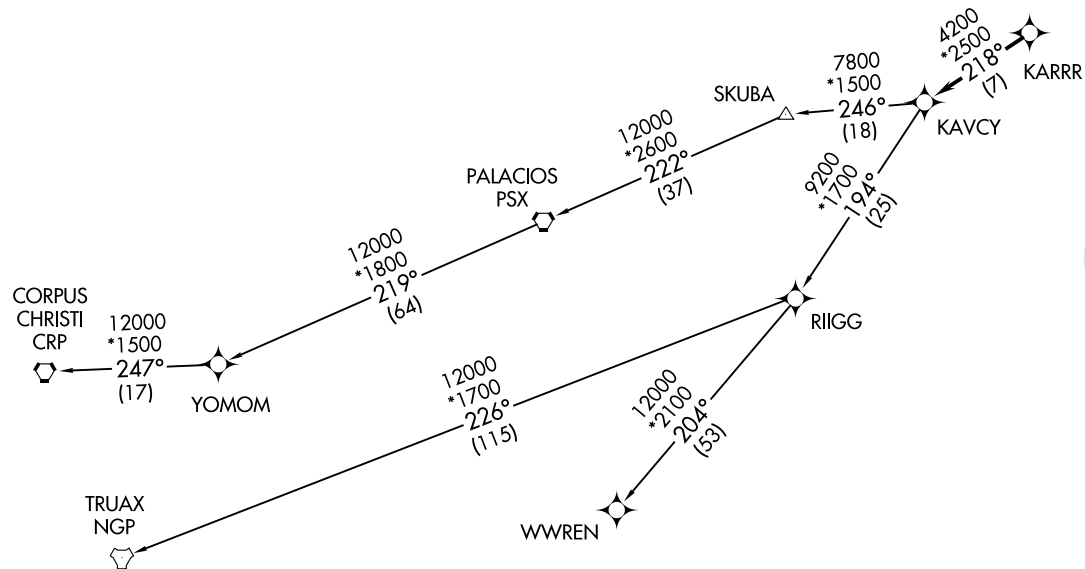 4200
*2500
218°
(7)
KARRR
7800
*1500
246°
(18)
SKUBA
KAVCY
12000
*2600
222°
(37)
PALACIOS
PSX
9200
*1700
194°
(25)
12000
*1800
219°
(64)
CORPUS
CHRISTI
CRP
12000
*1500
247°
(17)
YOMOM
RIIGG
12000
*1700
226°
(115)
12000
*2100
204°
(53)
TRUAX
NGP
WWREN